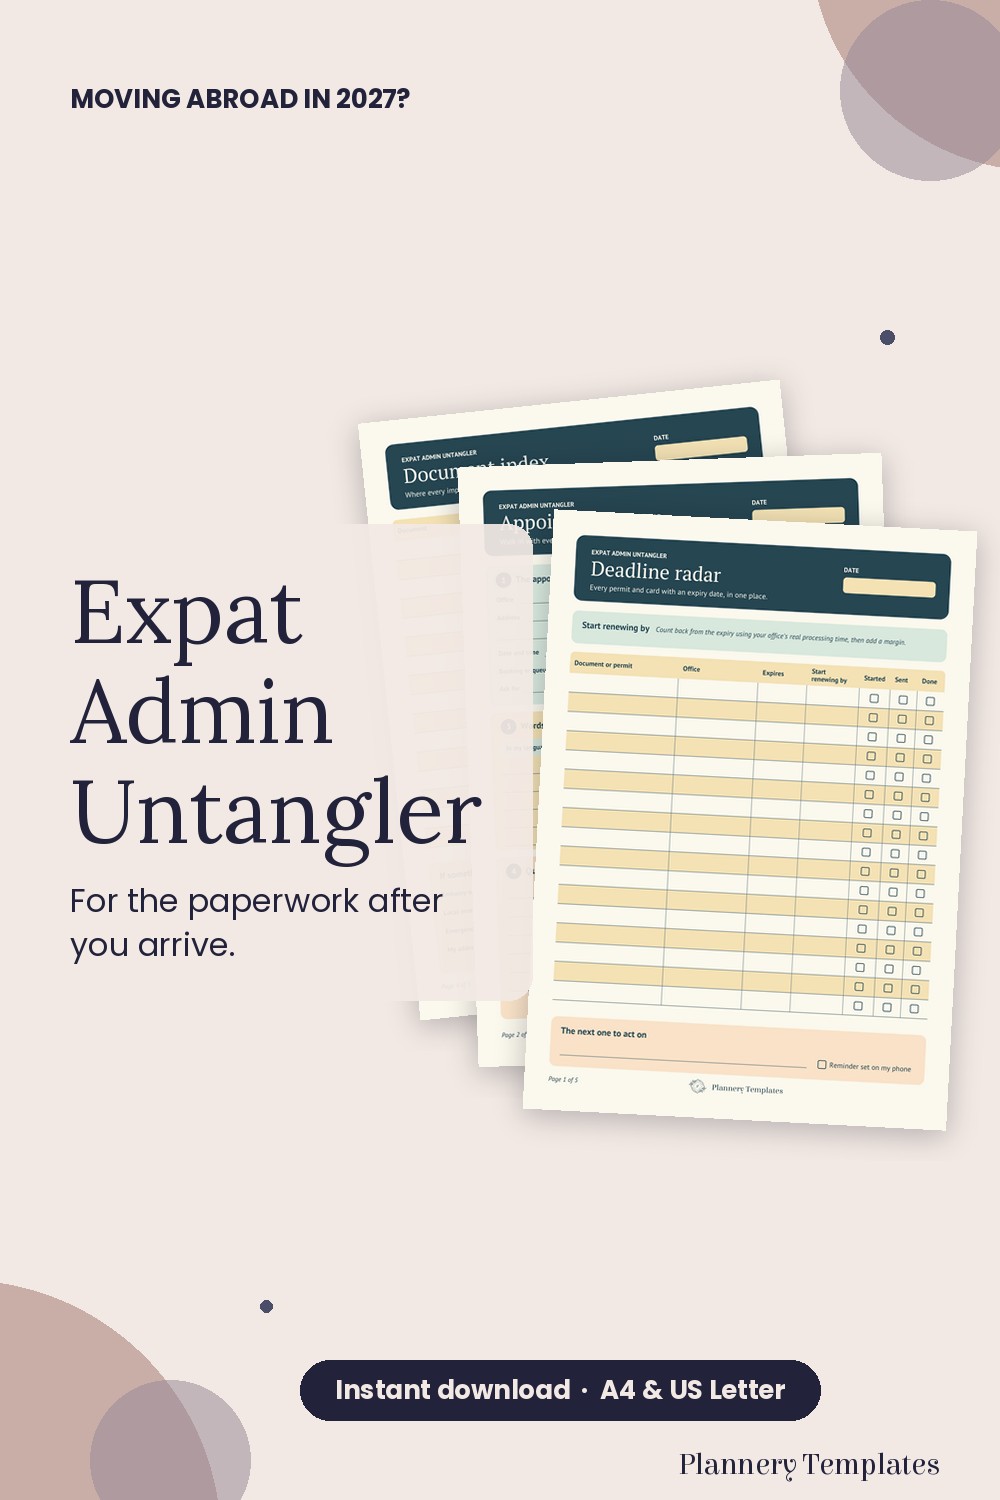 MOVING ABROAD IN 2027?
EXPAT ADMIN UNTANGLER
DATE
EXPAT ADMIN UNTANGLER
DATE
EXPAT ADMIN UNTANGLER
Deadline radar
DATE
Every permit and card with an expiry date, in one place.
Start renewing by Count back from the expiry using your office's real processing time, then add a margin.
Document or permit Office Expires Start renewing by Started Sent Done
The next one to act on
Reminder set on my phone
Page 1 of 5
Plannery Templates
Page 2 of
Expat
Admin
Untangler
For the paperwork after
you arrive.
Instant download · A4 & US Letter
Plannery Templates